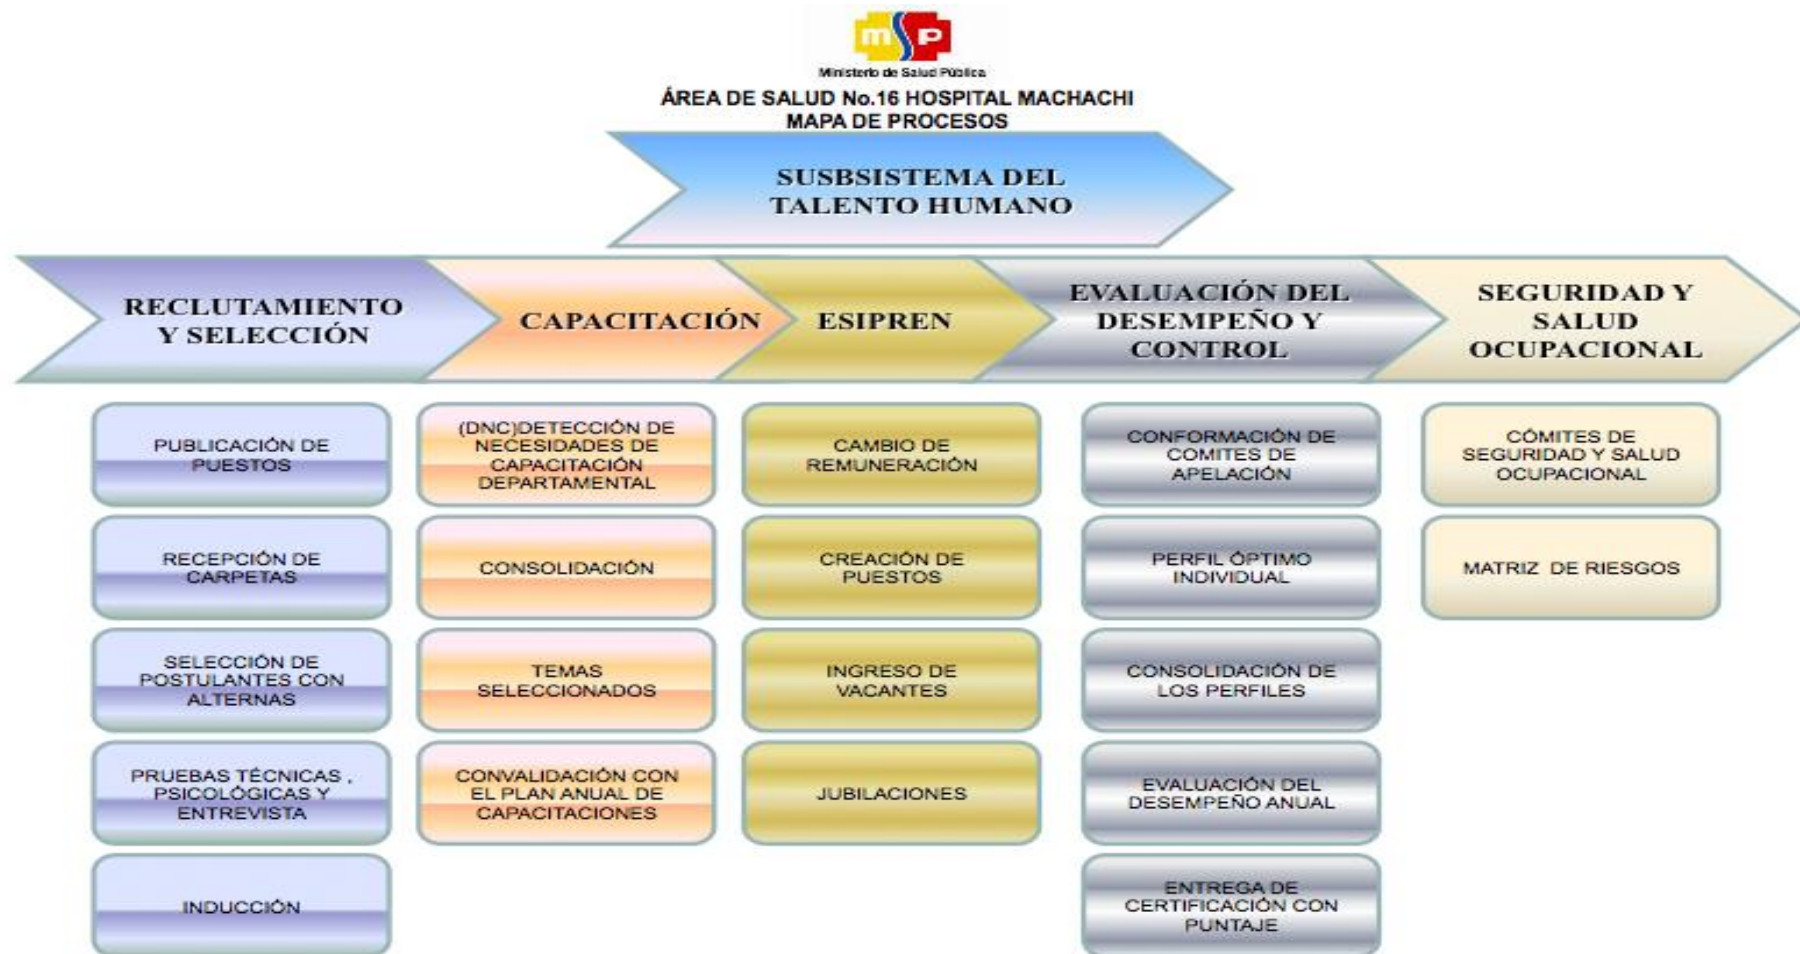 msp
Ministerio de Salud Pública
ÁREA DE SALUD No.16 HOSPITAL MACHACHI
MAPA DE PROCESOS
SUSBSISTEMA DEL
TALENTO HUMANO
RECLUTAMIENTO
Y SELECCIÓN
CAPACITACIÓN
ESIPREN
EVALUACIÓN DEL
DESEMPEÑO Y
CONTROL
SEGURIDAD Y
SALUD
OCUPACIONAL
PUBLICACIÓN DE
PUESTOS
RECEPCIÓN DE
CARPETAS
SELECCIÓN DE
POSTULANTES CON
ALTERNAS
PRUEBAS TÉCNICAS ,
PSICOLÓGICAS Y
ENTREVISTA
INDUCCIÓN
(DNC)DETECCIÓN DE
NECESIDADES DE
CAPACITACIÓN
DEPARTAMENTAL
CONSOLIDACIÓN
TEMAS
SELECCIONADOS
CONVALIDACIÓN CON
EL PLAN ANUAL DE
CAPACITACIONES
CAMBIO DE
REMUNERACIÓN
CREACIÓN DE
PUESTOS
INGRESO DE
VACANTES
JUBILACIONES
CONFORMACIÓN DE
COMITES DE
APELACIÓN
PERFIL ÓPTIMO
INDIVIDUAL
CONSOLIDACIÓN DE
LOS PERFILES
EVALUACIÓN DEL
DESEMPEÑO ANUAL
ENTREGA DE
CERTIFICACIÓN CON
PUNTAJE
CÓMITES DE
SEGURIDAD Y SALUD
OCUPACIONAL
MATRIZ DE RIESGOS